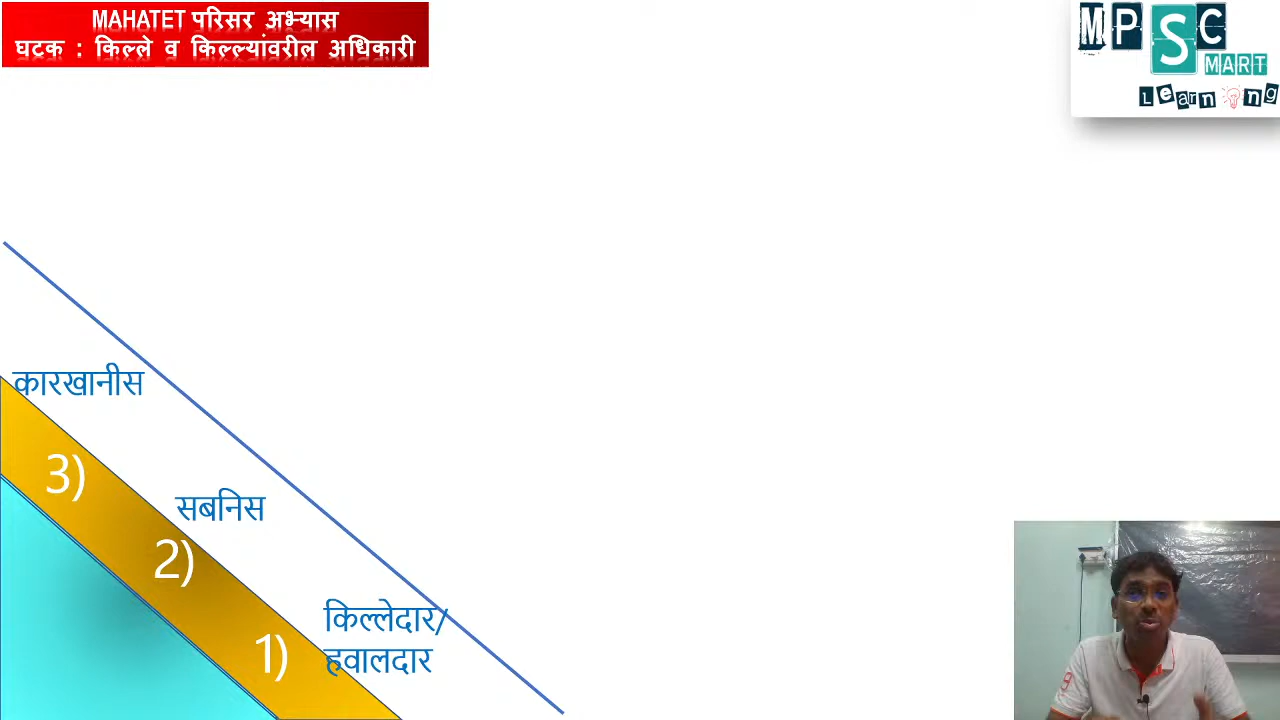 MAHATET परिसर अभ्यास
घटक : किल्ले व किल्ल्यांवरील अधिकारी
MPSC
MART
Learning
कारखानीस
3)
सबनिस
2)
किल्लेदार/
हवालदार
1)